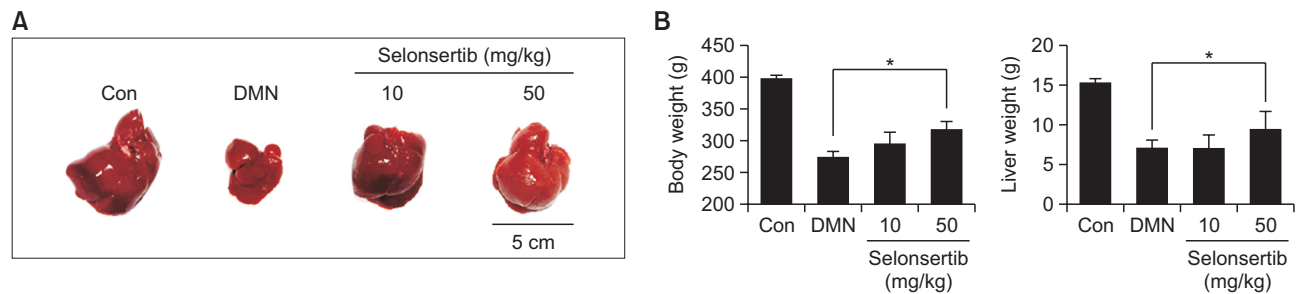 A
Selonsertib (mg/kg)
Con
DMN
10
50
5 cm
B
Body weight (g)
450
400
350
300
250
200
*
Con
DMN
10
50
Selonsertib
(mg/kg)
Liver weight (g)
20
15
10
5
0
*
Con
DMN
10
50
Selonsertib
(mg/kg)